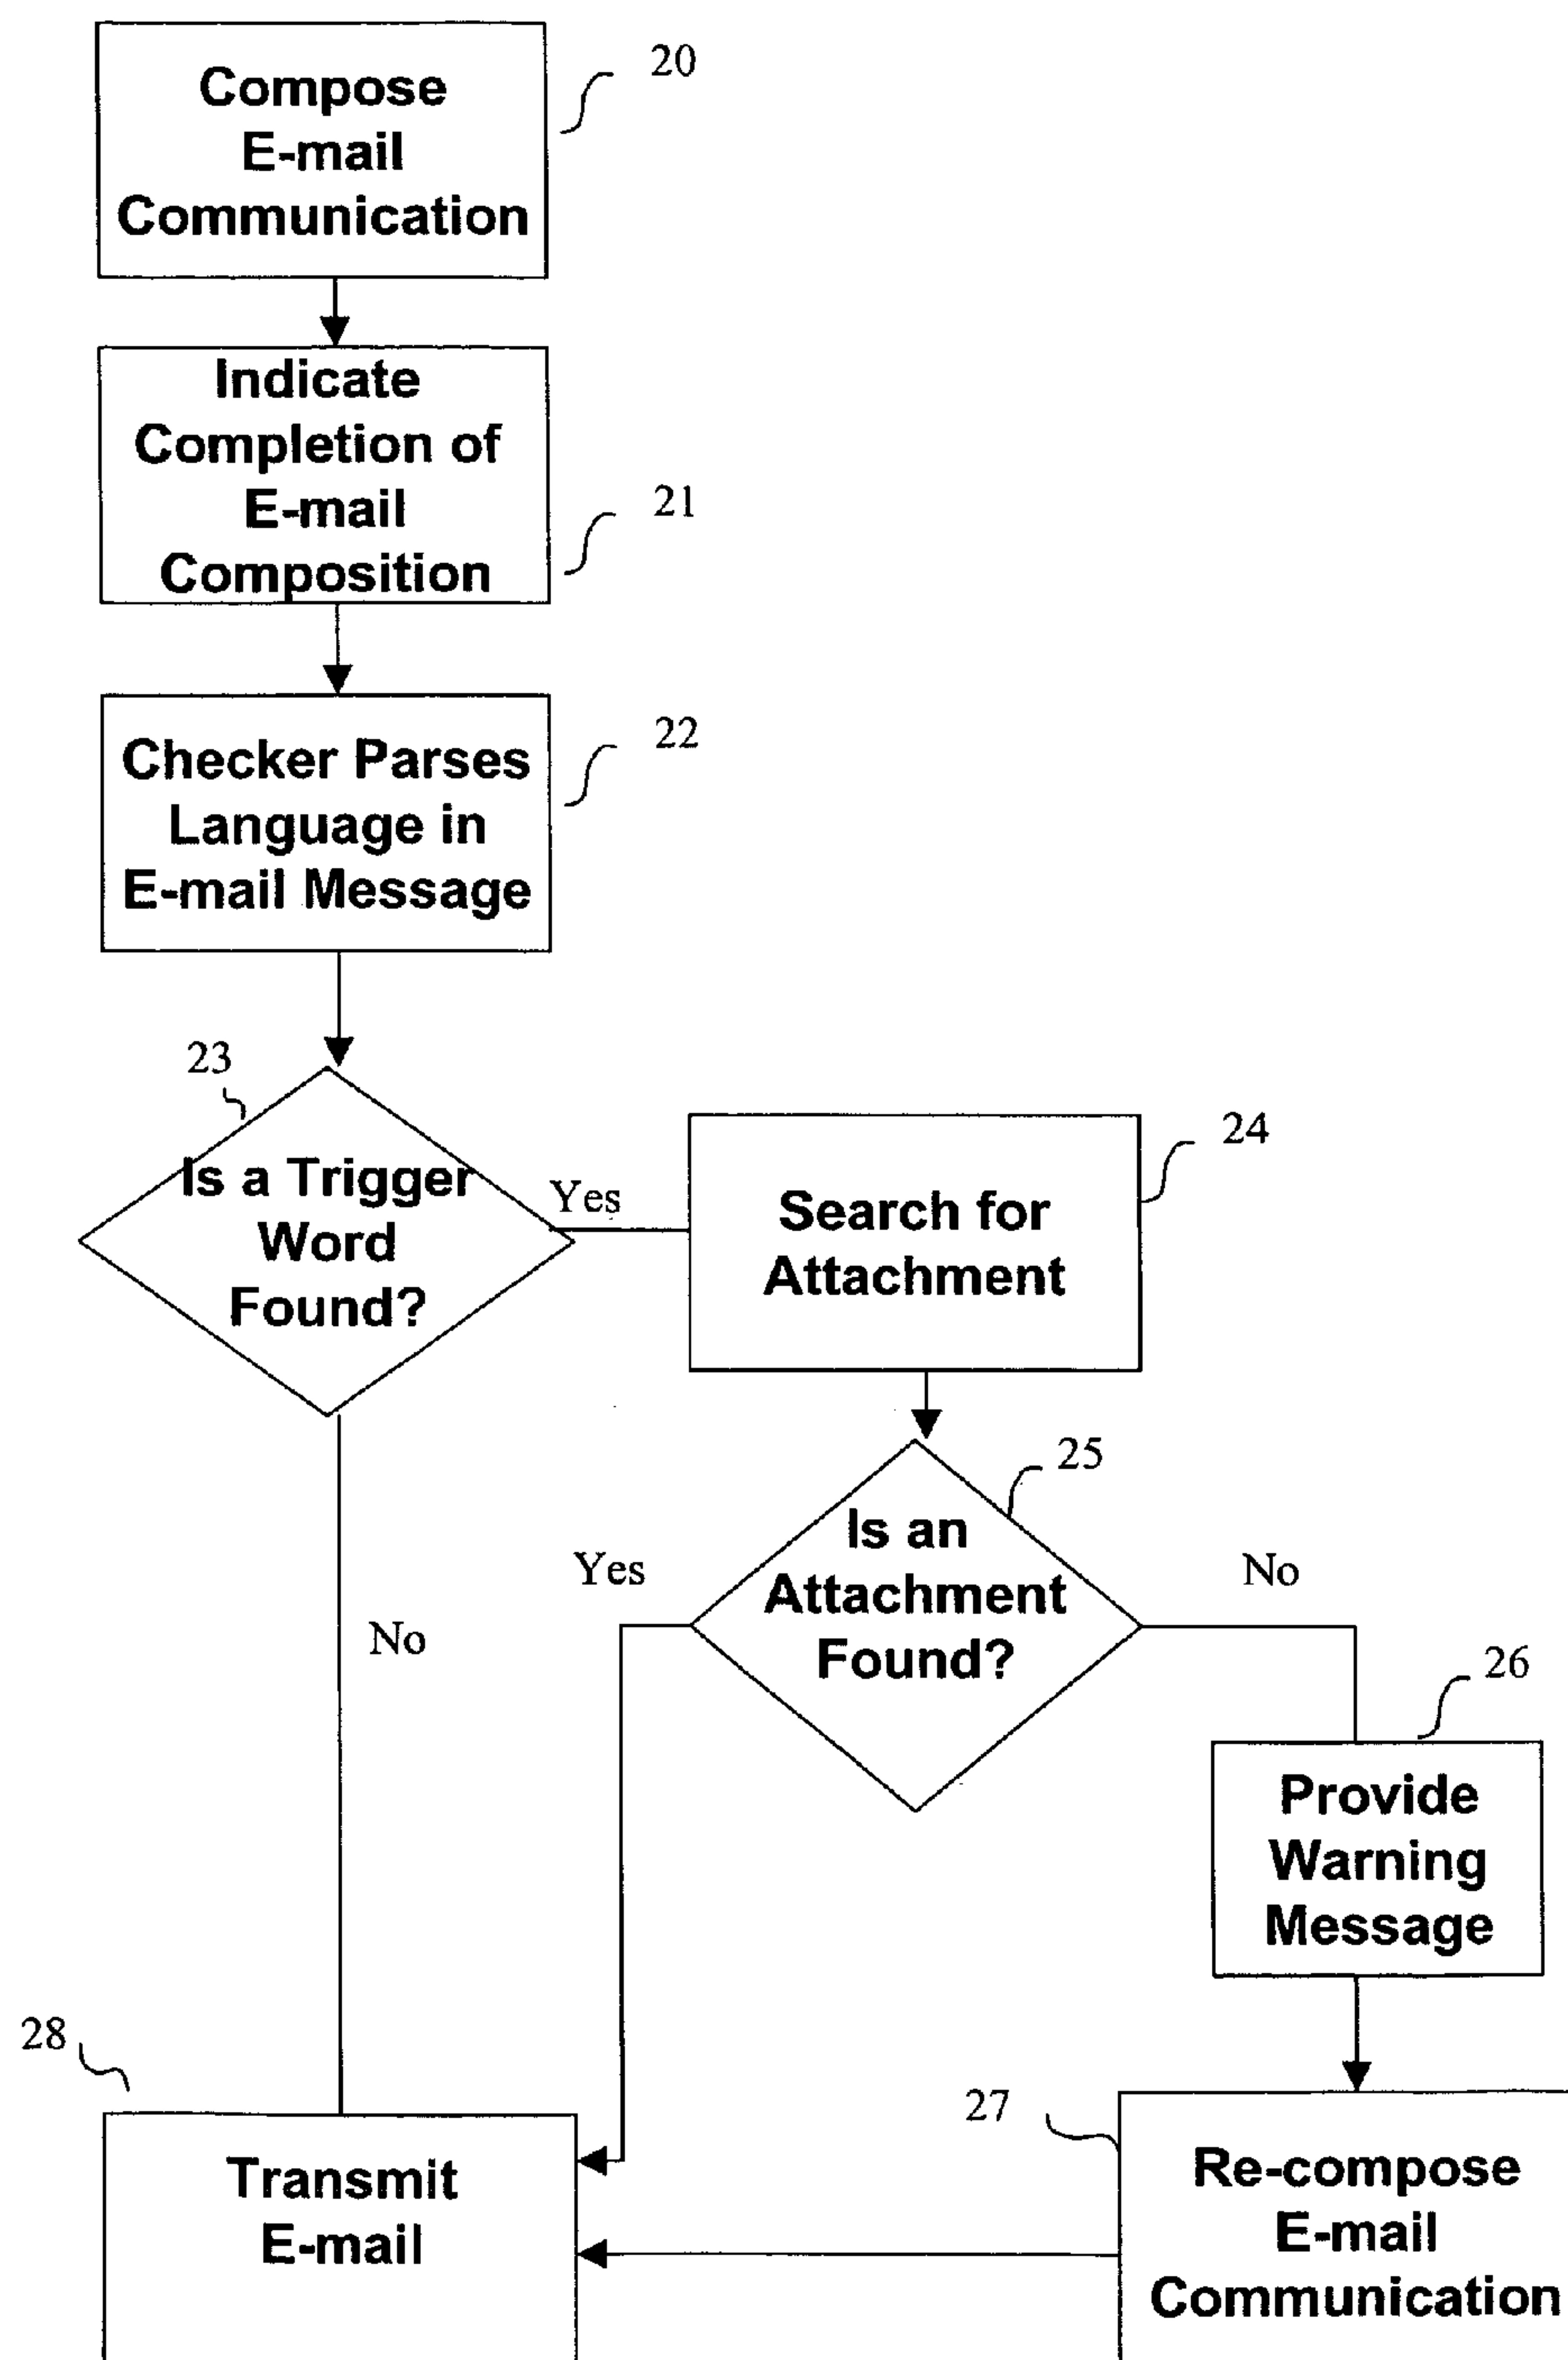 Compose
E-mail
Communication
20
Indicate
Completion of
E-mail
Composition
21
Checker Parses
Language in
E-mail Message
22
23
Is a Trigger
Word
Found?
Yes
No
Search for
Attachment
24
25
Is an
Attachment
Found?
Yes
No
26
Provide
Warning
Message
27
Re-compose
E-mail
Communication
28
Transmit
E-mail